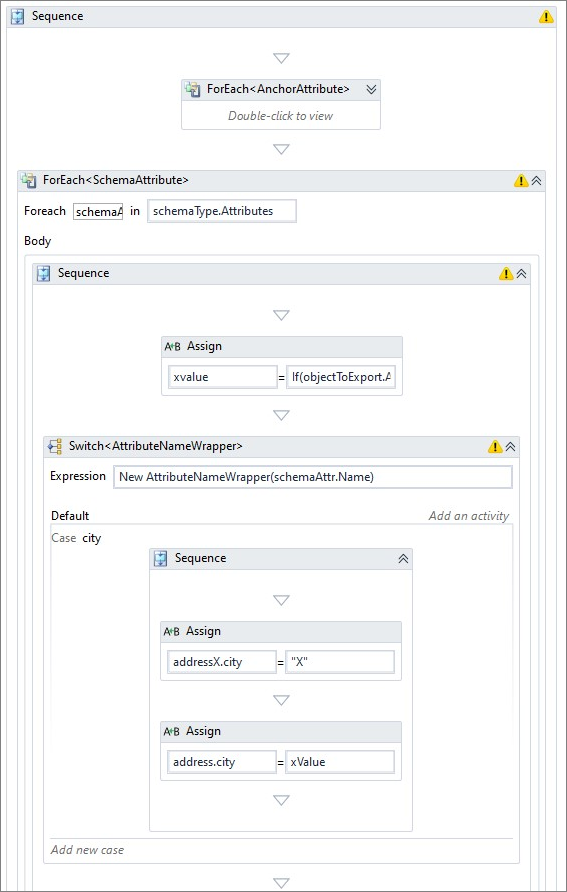 Sequence
ForEach<AnchorAttribute>
Double-click to view
ForEach<SchemaAttribute>
Foreach schemaA in schemaType.Attributes
Body
Sequence
A+B Assign
xvalue = If(objectToExport.A
Switch<AttributeNameWrapper>
Expression New AttributeNameWrapper(schemaAttr.Name)
Default Add an activity
Case city
Sequence
A+B Assign
addressX.city = "X"
A+B Assign
address.city = xValue
Add new case